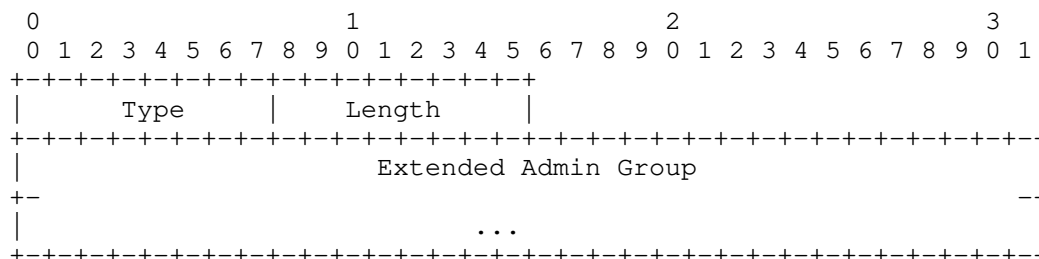 0                   1                   2                   3
0 1 2 3 4 5 6 7 8 9 0 1 2 3 4 5 6 7 8 9 0 1 2 3 4 5 6 7 8 9 0 1
+-+-+-+-+-+-+-+-+-+-+-+-+-+-+-+-+
|      Type     |    Length     |
+-+-+-+-+-+-+-+-+-+-+-+-+-+-+-+-+-+-+-+-+-+-+-+-+-+-+-+-+-+-+-+--
|                      Extended Admin Group
+-                                                             --
|                            ...
+-+-+-+-+-+-+-+-+-+-+-+-+-+-+-+-+-+-+-+-+-+-+-+-+-+-+-+-+-+-+-+--